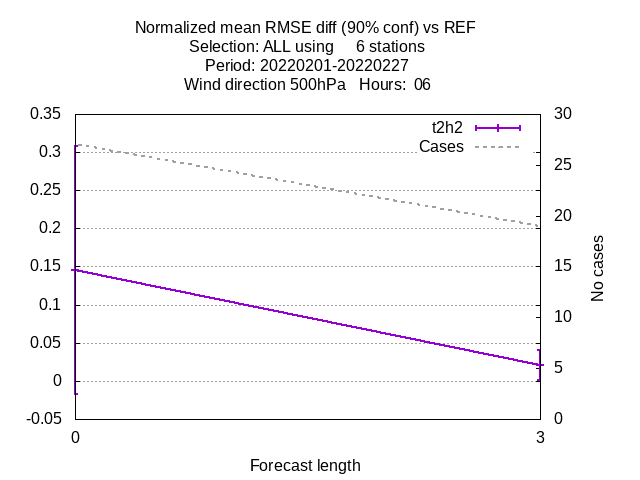 Normalized mean RMSE diff (90% conf) vs REF
Selection: ALL using     6 stations
Period: 20220201-20220227
Wind direction 500hPa   Hours:  06
0.35
0.3
0.25
0.2
0.15
0.1
0.05
0
-0.05
t2h2
Cases
30
25
20
15
10
5
0
No cases
0
3
Forecast length